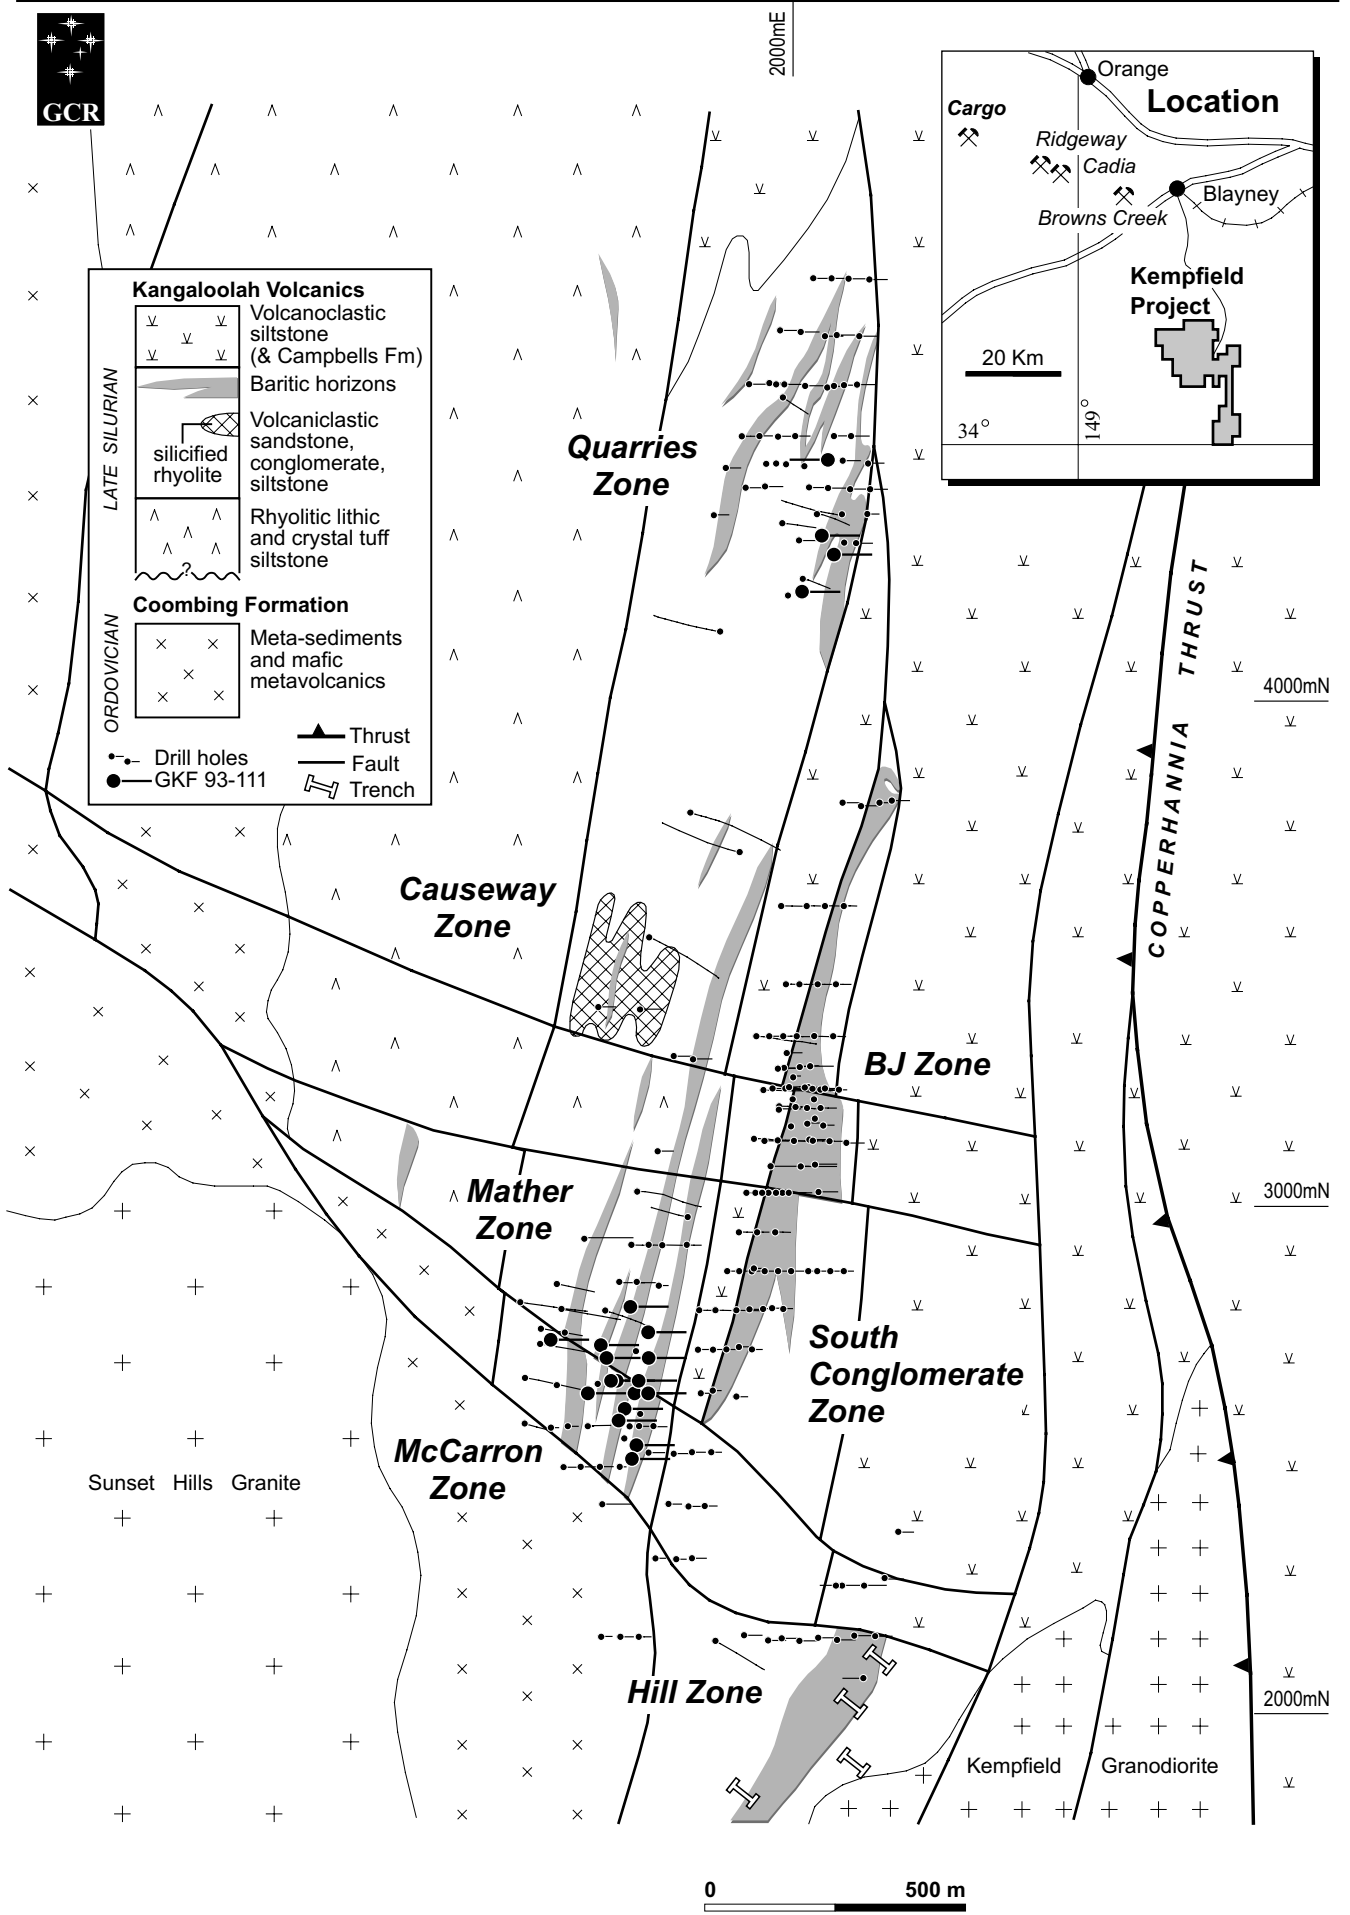 2000mE
GCR
Location
Orange
Cargo
Ridgeway
Cadia
Blayney
Browns Creek
Kempfield
Project
20 Km
34°
149°
Kangaloolah Volcanics
Volcanoclastic
siltstone
(& Campbells Fm)
Baritic horizons
LATE SILURIAN
Volcaniclastic
sandstone,
conglomerate,
siltstone
silicified
rhyolite
Rhyolitic lithic
and crystal tuff
siltstone
?
Coombing Formation
ORDOVICIAN
Meta-sediments
and mafic
metavolcanics
Thrust
Drill holes
Fault
GKF 93-111
Trench
Quarries
Zone
COPPERHANNIA THRUST
4000mN
Causeway
Zone
BJ Zone
Mather
Zone
3000mN
South
Conglomerate
Zone
McCarron
Zone
Sunset Hills Granite
Hill Zone
2000mN
Kempfield Granodiorite
0 500 m